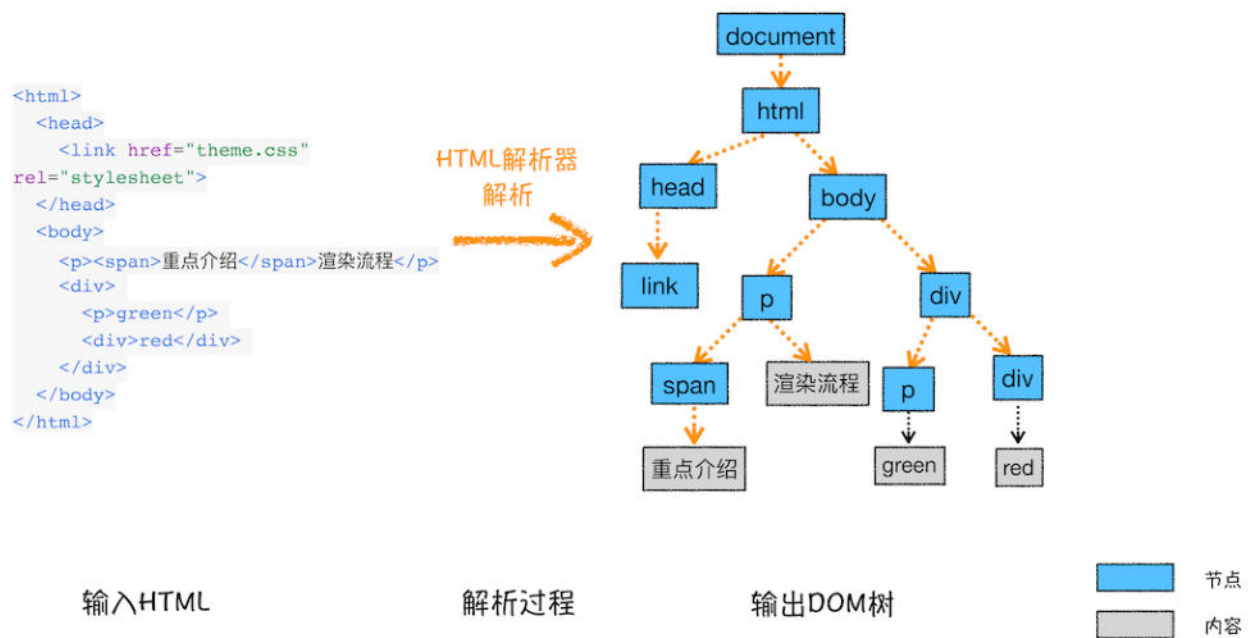 <html>
<head>
<link href="theme.css"
rel="stylesheet">
</head>
<body>
<p><span>重点介绍</span>渲染流程</p>
<div>
<p>green</p>
<div>red</div>
</div>
</body>
</html>
HTML解析器
解析
document
html
head
body
link
p
div
span
渲染流程
p
div
重点介绍
green
red
输入HTML
解析过程
输出DOM树
节点
内容